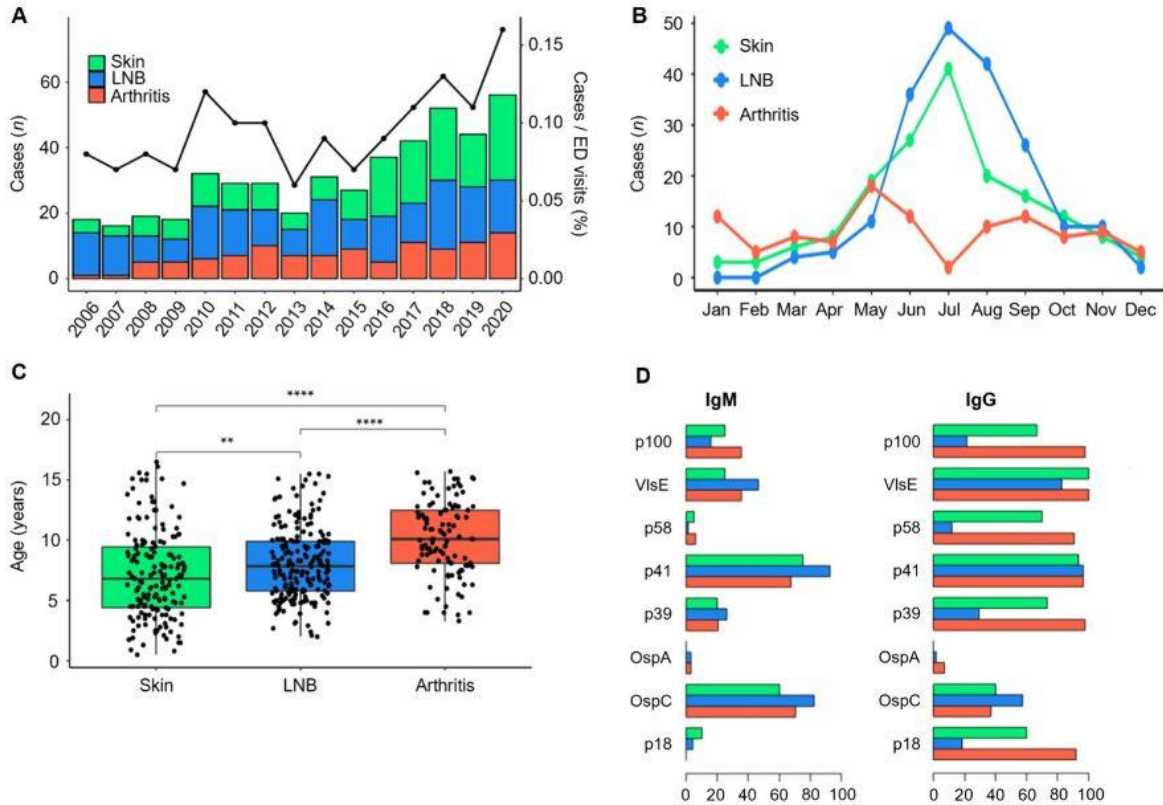 A
Skin
LNB
Arthritis
Cases (n)
60
40
20
0
0.15
0.10
0.05
0.00
Cases / ED visits (%)
2006 2007 2008 2009 2010 2011 2012 2013 2014 2015 2016 2017 2018 2019 2020
B
Skin
LNB
Arthritis
Cases (n)
50
40
30
20
10
0
Jan Feb Mar Apr May Jun Jul Aug Sep Oct Nov Dec
C
****
** ****
Age (years)
20
15
10
5
0
Skin LNB Arthritis
D
IgM
p100
VlsE
p58
p41
p39
OspA
OspC
p18
0 20 40 60 80 100
IgG
p100
VlsE
p58
p41
p39
OspA
OspC
p18
0 20 40 60 80 100